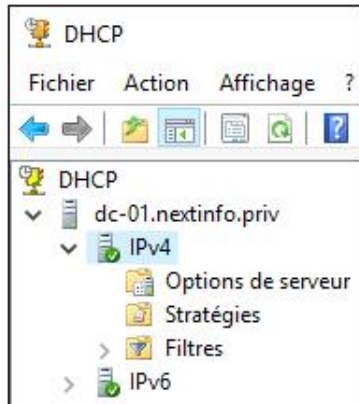 DHCP
Fichier Action Affichage ?
DHCP
dc-01.nextinfo.priv
IPv4
Options de serveur
Stratégies
Filtres
IPv6